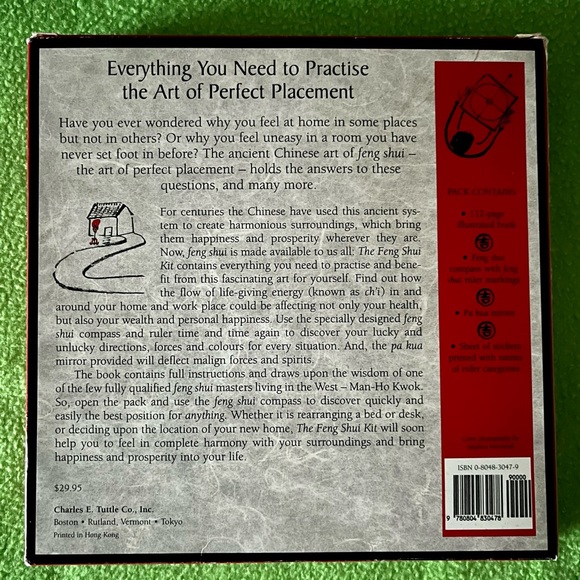 Everything You Need to Practise
the Art of Perfect Placement
Have you ever wondered why you feel at home in some places
but not in others? Or why you feel uneasy in a room you have
never set foot in before? The ancient Chinese art of feng shui –
the art of perfect placement – holds the answers to these
questions, and many more.
For centuries the Chinese have used this ancient sys-
tem to create harmonious surroundings, which bring
them happiness and prosperity wherever they are.
Now, feng shui is made available to us all. The Feng Shui
Kit contains everything you need to practise and bene-
fit from this fascinating art for yourself. Find out how
the flow of life-giving energy (known as ch'i) in and
around your home and work place could be affecting not only your health,
but also your wealth and personal happiness. Use the specially designed feng
shui compass and ruler time and time again to discover your lucky and
unlucky directions, forces and colours for every situation. And, the pa kua
mirror provided will deflect malign forces and spirits.
The book contains full instructions and draws upon the wisdom of one
of the few fully qualified feng shui masters living in the West – Man-Ho Kwok.
So, open the pack and use the feng shui compass to discover quickly and
easily the best position for anything. Whether it is rearranging a bed or desk,
or deciding upon the location of your new home, The Feng Shui Kit will soon
help you to feel in complete harmony with your surroundings and bring
happiness and prosperity into your life.
$29.95
Charles E. Tuttle Co., Inc.
Boston • Rutland, Vermont • Tokyo
Printed in Hong Kong
PACK CONTAINS:
illustrated book
• Feng shui
• Pa kua mirror
ISBN 0-8048-3047-9
90000
9 780804 830478